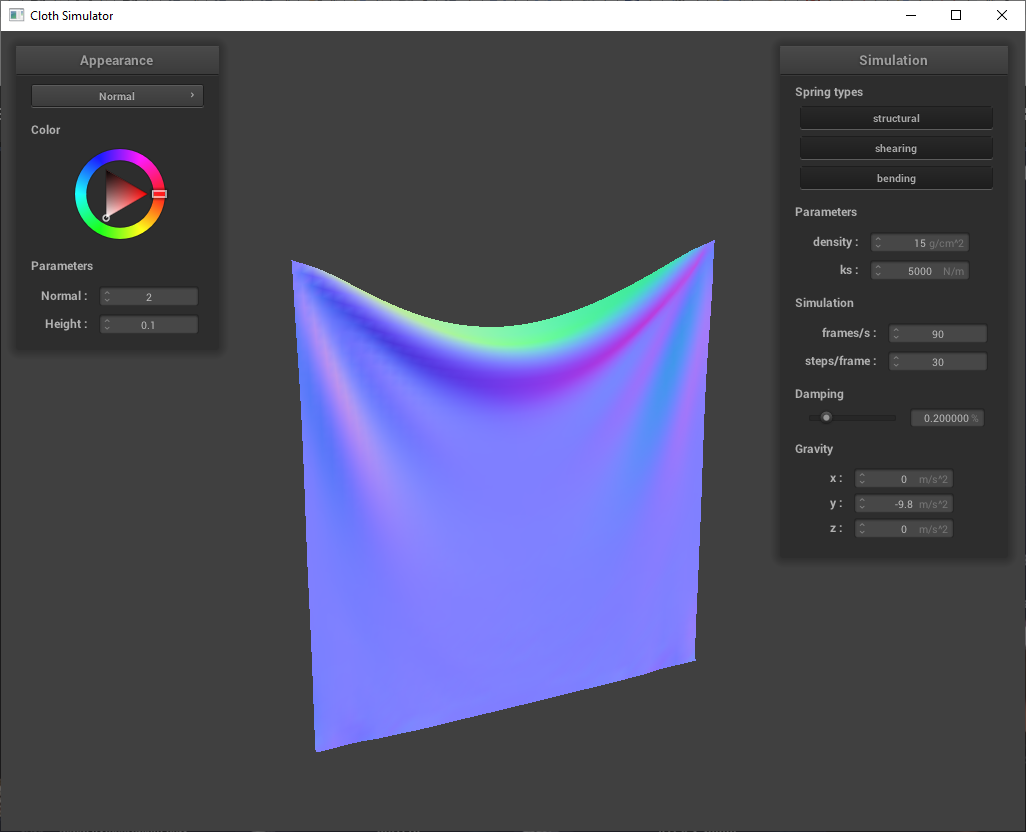 Cloth Simulator
Appearance
Normal
Color
Parameters
Normal : 2
Height : 0.1
Simulation
Spring types
structural
shearing
bending
Parameters
density : 15 g/cm^2
ks : 5000 N/m
Simulation
frames/s : 90
steps/frame : 30
Damping
0.200000 %
Gravity
x : 0 m/s^2
y : -9.8 m/s^2
z : 0 m/s^2